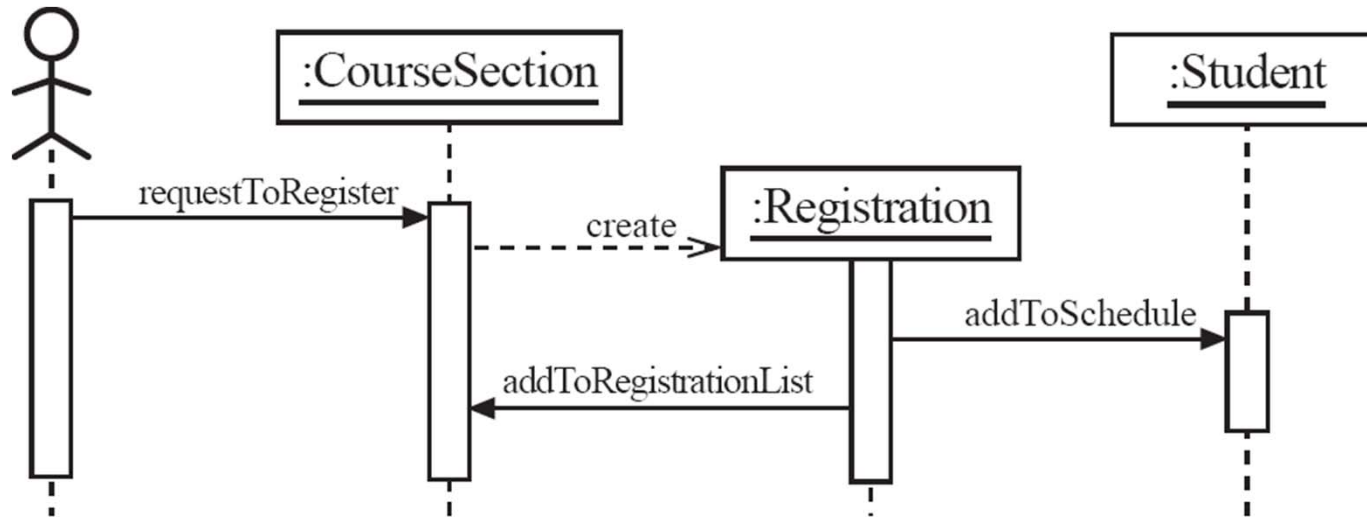 :CourseSection
:Student
requestToRegister
create
:Registration
addToSchedule
addToRegistrationList